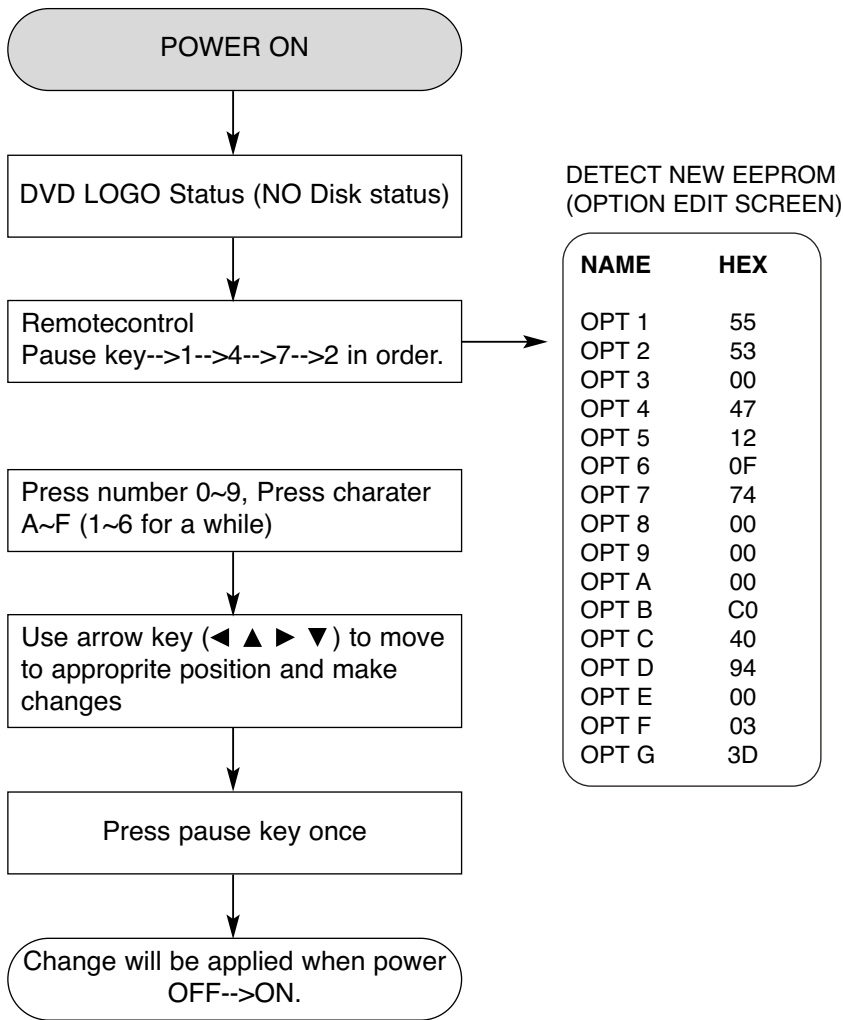 POWER ON
DVD LOGO Status (NO Disk status)
Remotecontrol
Pause key-->1-->4-->7-->2 in order.
Press number 0~9, Press charater
A~F (1~6 for a while)
Use arrow key (◀ ▲ ▶ ▼) to move
to approprite position and make
changes
Press pause key once
Change will be applied when power
OFF-->ON.
DETECT NEW EEPROM
(OPTION EDIT SCREEN)
NAME HEX
OPT 1 55
OPT 2 53
OPT 3 00
OPT 4 47
OPT 5 12
OPT 6 0F
OPT 7 74
OPT 8 00
OPT 9 00
OPT A 00
OPT B C0
OPT C 40
OPT D 94
OPT E 00
OPT F 03
OPT G 3D